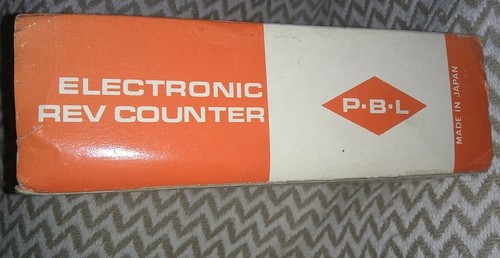 ELECTRONIC
REV COUNTER
P·B·L
MADE IN JAPAN